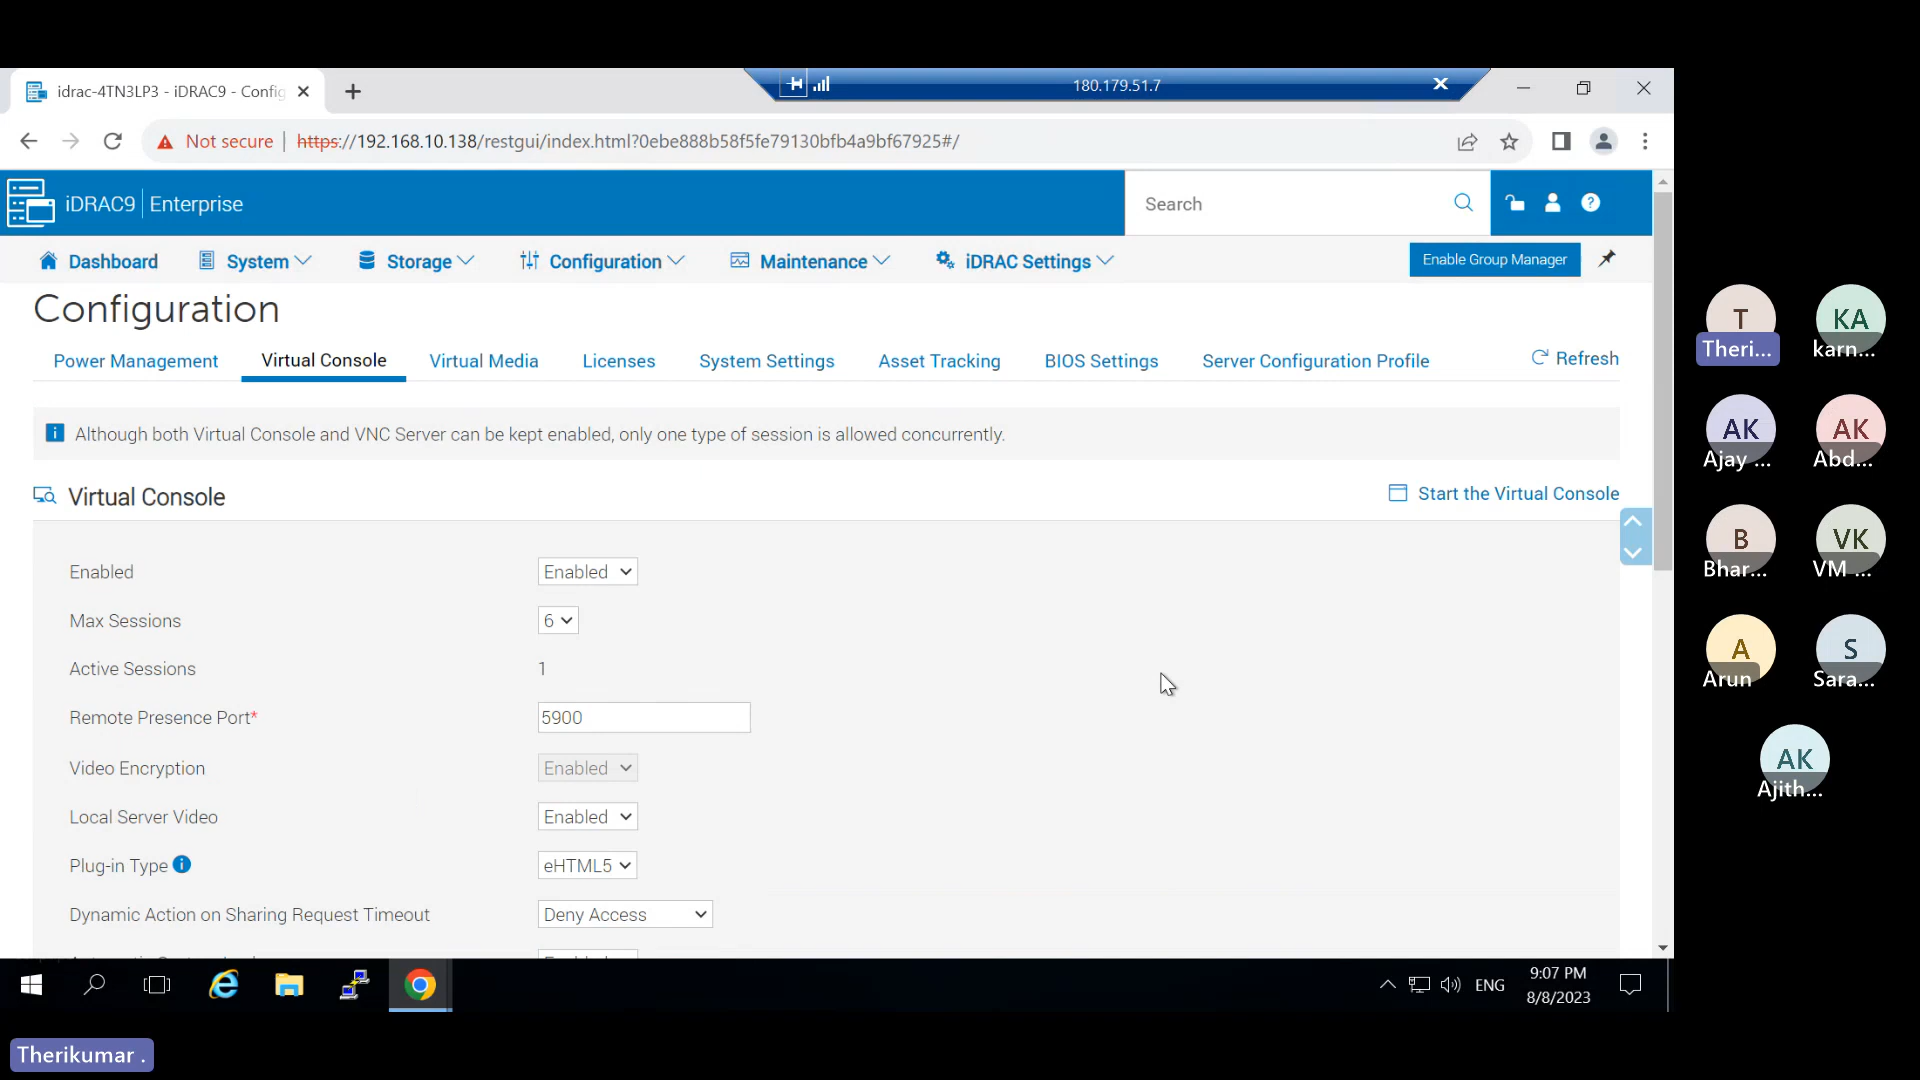 idrac-4TN3LP3 - iDRAC9 - Config
180.179.51.7
Not secure | https://192.168.10.138/restgui/index.html?0ebe888b58f5fe79130bfb4a9bf67925#/
iDRAC9 | Enterprise
Search
Dashboard System Storage Configuration Maintenance iDRAC Settings Enable Group Manager
Configuration
Power Management Virtual Console Virtual Media Licenses System Settings Asset Tracking BIOS Settings Server Configuration Profile Refresh
Although both Virtual Console and VNC Server can be kept enabled, only one type of session is allowed concurrently.
Virtual Console Start the Virtual Console
Enabled Enabled
Max Sessions 6
Active Sessions 1
Remote Presence Port* 5900
Video Encryption Enabled
Local Server Video Enabled
Plug-in Type eHTML5
Dynamic Action on Sharing Request Timeout Deny Access
ENG
9:07 PM
8/8/2023
T KA
Theri... karn...
AK AK
Ajay ... Abd...
B VK
Bhar... VM ...
A S
Arun Sara...
AK
Ajith...
Therikumar .